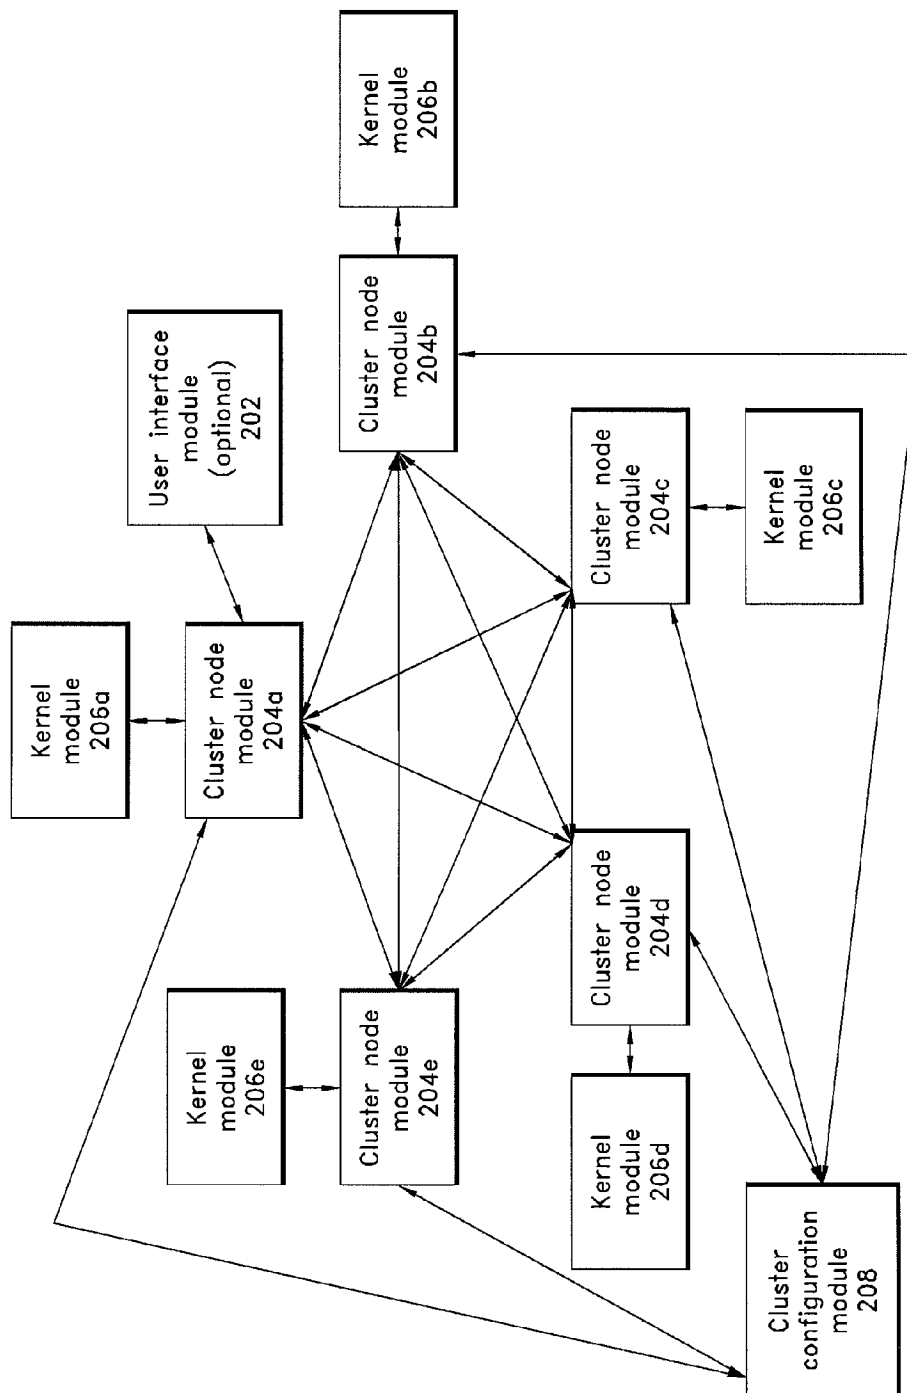 Kernel
module
206a
Kernel
module
206b
User interface
module
(optional)
202
Cluster node
module
204a
Cluster node
module
204b
Kernel
module
206e
Cluster node
module
204e
Cluster node
module
204c
Kernel
module
206c
Cluster node
module
204d
Kernel
module
206d
Cluster
configuration
module
208